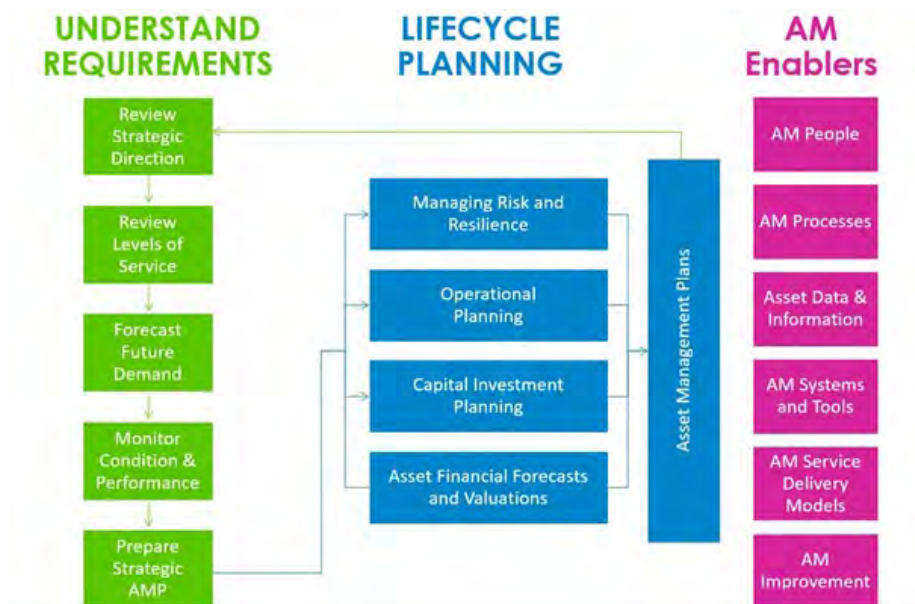 UNDERSTAND
REQUIREMENTS
Review
Strategic
Direction
Review
Levels of
Service
Forecast
Future
Demand
Monitor
Condition &
Performance
Prepare
Strategic
AMP
LIFECYCLE
PLANNING
Managing Risk and
Resilience
Operational
Planning
Capital Investment
Planning
Asset Financial Forecasts
and Valuations
Asset Management Plans
AM
Enablers
AM People
AM Processes
Asset Data &
Information
AM Systems
and Tools
AM Service
Delivery
Models
AM
Improvement